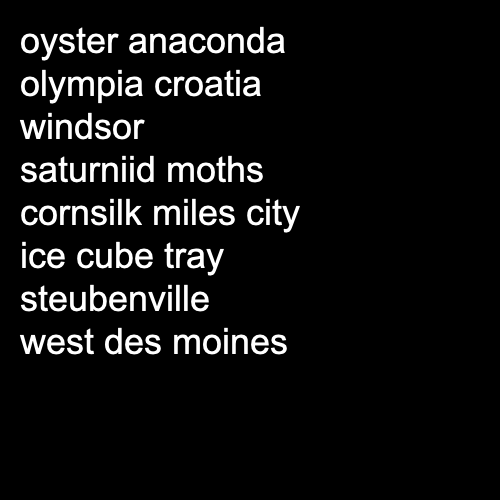 oyster anaconda
olympia croatia
windsor
saturniid moths
cornsilk miles city
ice cube tray
steubenville
west des moines